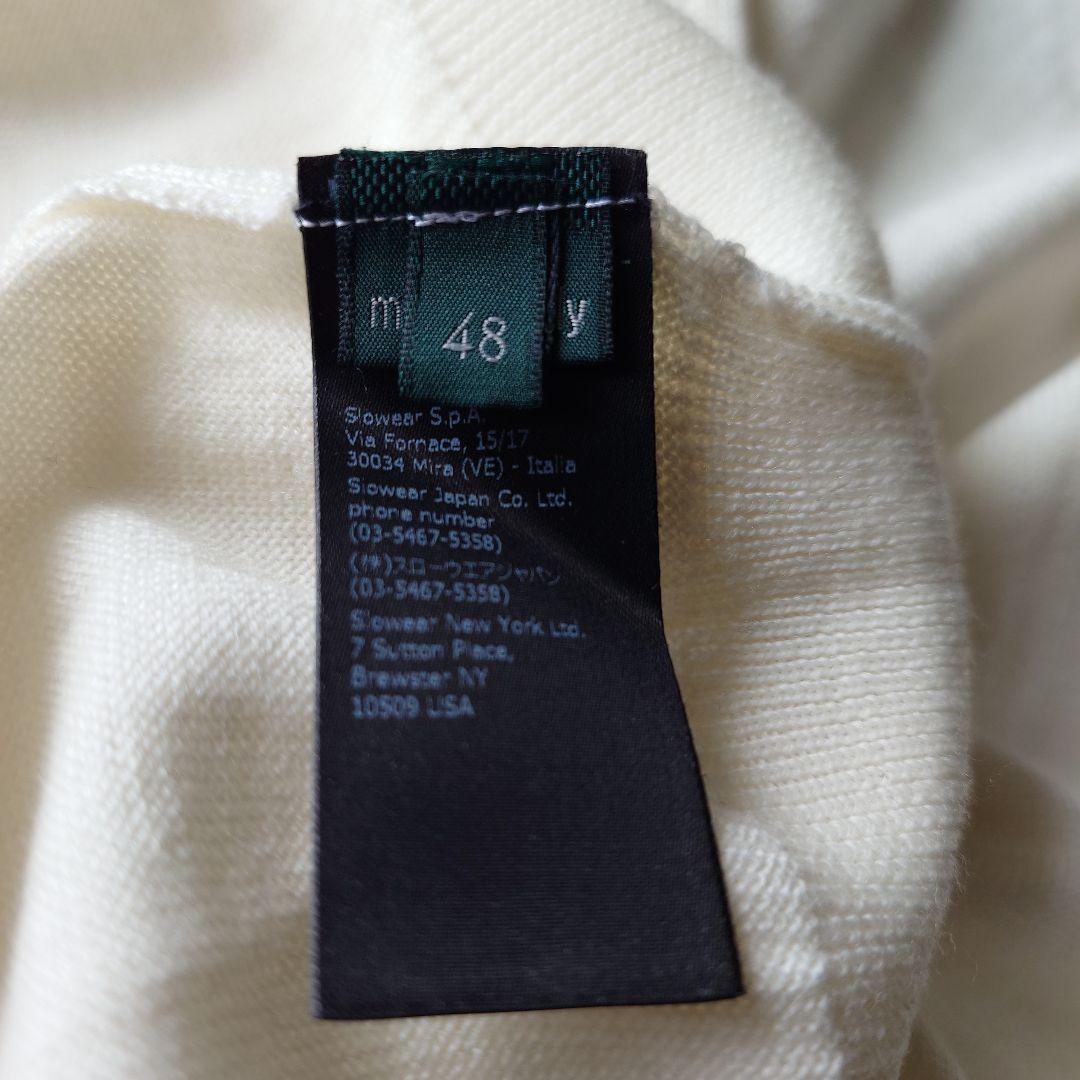 m 48 y
Slowear S.p.A.
Via Fornace, 15/17
30034 Mira (VE) - Italia
Slowear Japan Co. Ltd.
phone number
(03-5467-5358)
(株)スローウエアジャパン
(03-5467-5358)
Slowear New York Ltd.
7 Sutton Place,
Brewster NY
10509 USA